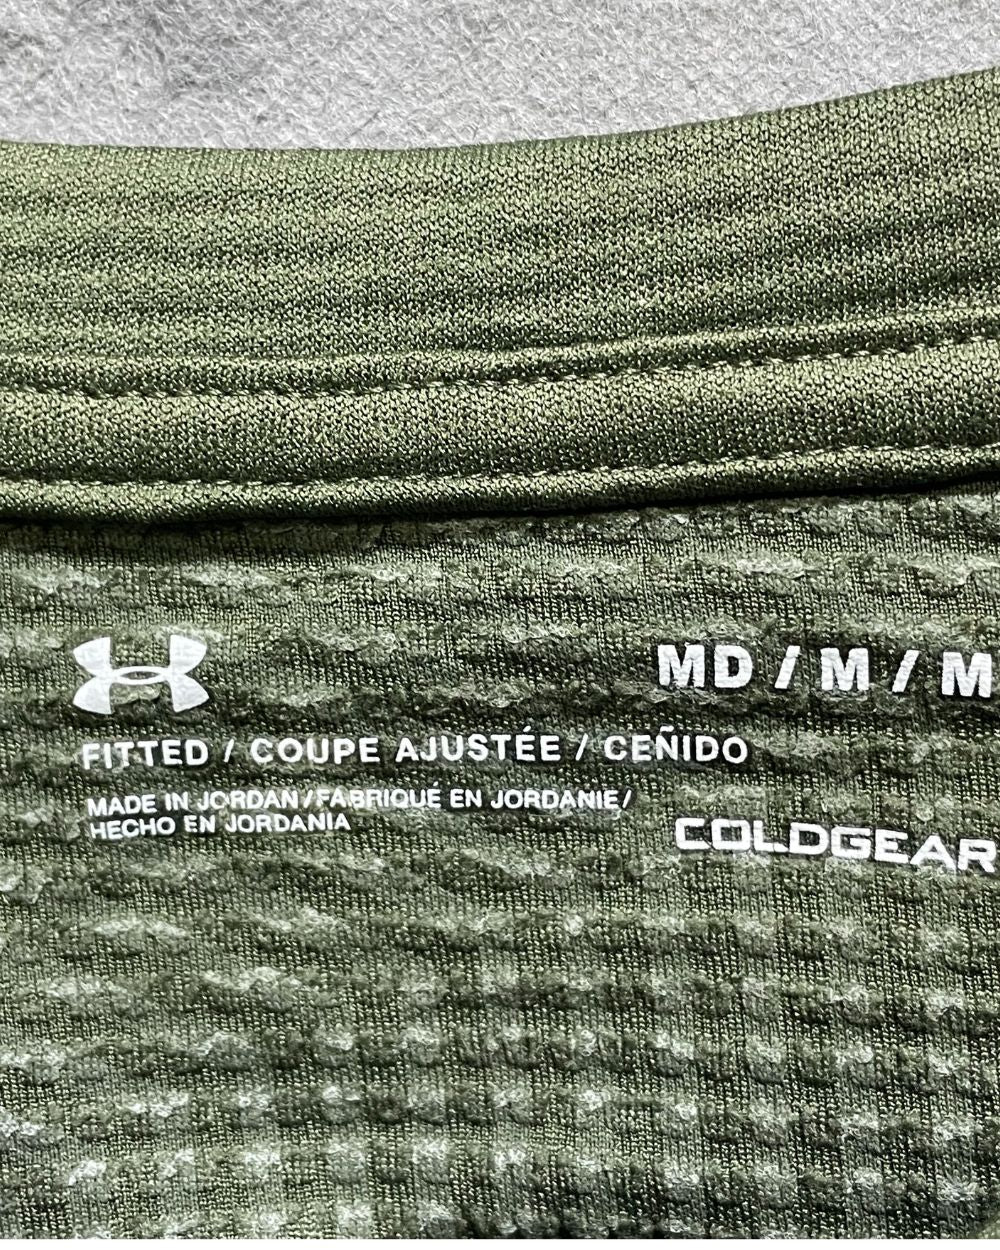 MD / M / M
FITTED / COUPE AJUSTÉE / CEÑIDO
MADE IN JORDAN / FABRIQUÉ EN JORDANIE /
HECHO EN JORDANIA
COLDGEAR